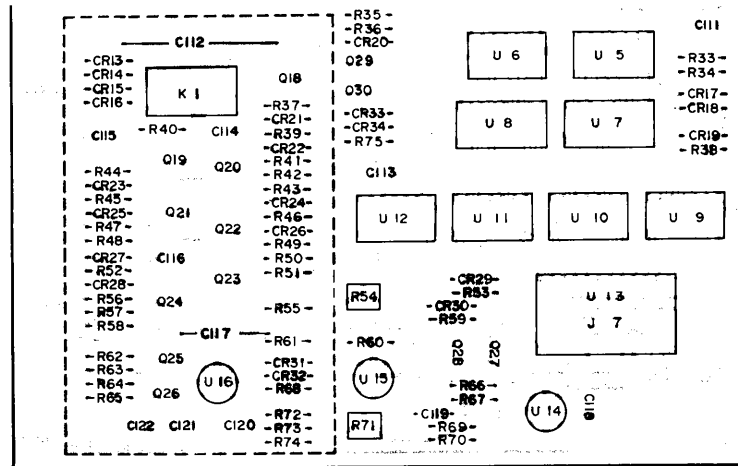 -R35-
-R36-
-CR20-
C111
C112
-CR13-
-CR14-
-CR15-
-CR16-
K 1
Q18
Q29
Q30
U 6
U 5
-R33-
-R34-
-CR17-
-CR18-
-CR19-
-R38-
-R37-
-CR21-
-R39-
-CR22-
-R41-
-R42-
-R43-
-CR24-
-R46-
-CR26-
-R49-
-R50-
-R51-
-CR33-
-CR34-
-R75-
U 8
U 7
C115
-R40-
C114
Q19
Q20
C113
-R44-
-CR23-
-R45-
-CR25-
-R47-
-R48-
-CR27-
-R52-
-CR28-
-R56-
-R57-
-R58-
Q21
Q22
U 12
U 11
U 10
U 9
C116
Q23
Q24
-R55-
R54
-CR29-
-R53-
-CR30-
-R59-
U 13
J 7
C117
-R61-
-R60-
Q28
Q27
-R62-
-R63-
-R64-
-R65-
Q25
Q26
U 16
-CR31-
-CR32-
-R68-
U 15
-R66-
-R67-
U 14
C118
C122
C121
C120
-R72-
-R73-
-R74-
R71
-C119-
-R69-
-R70-